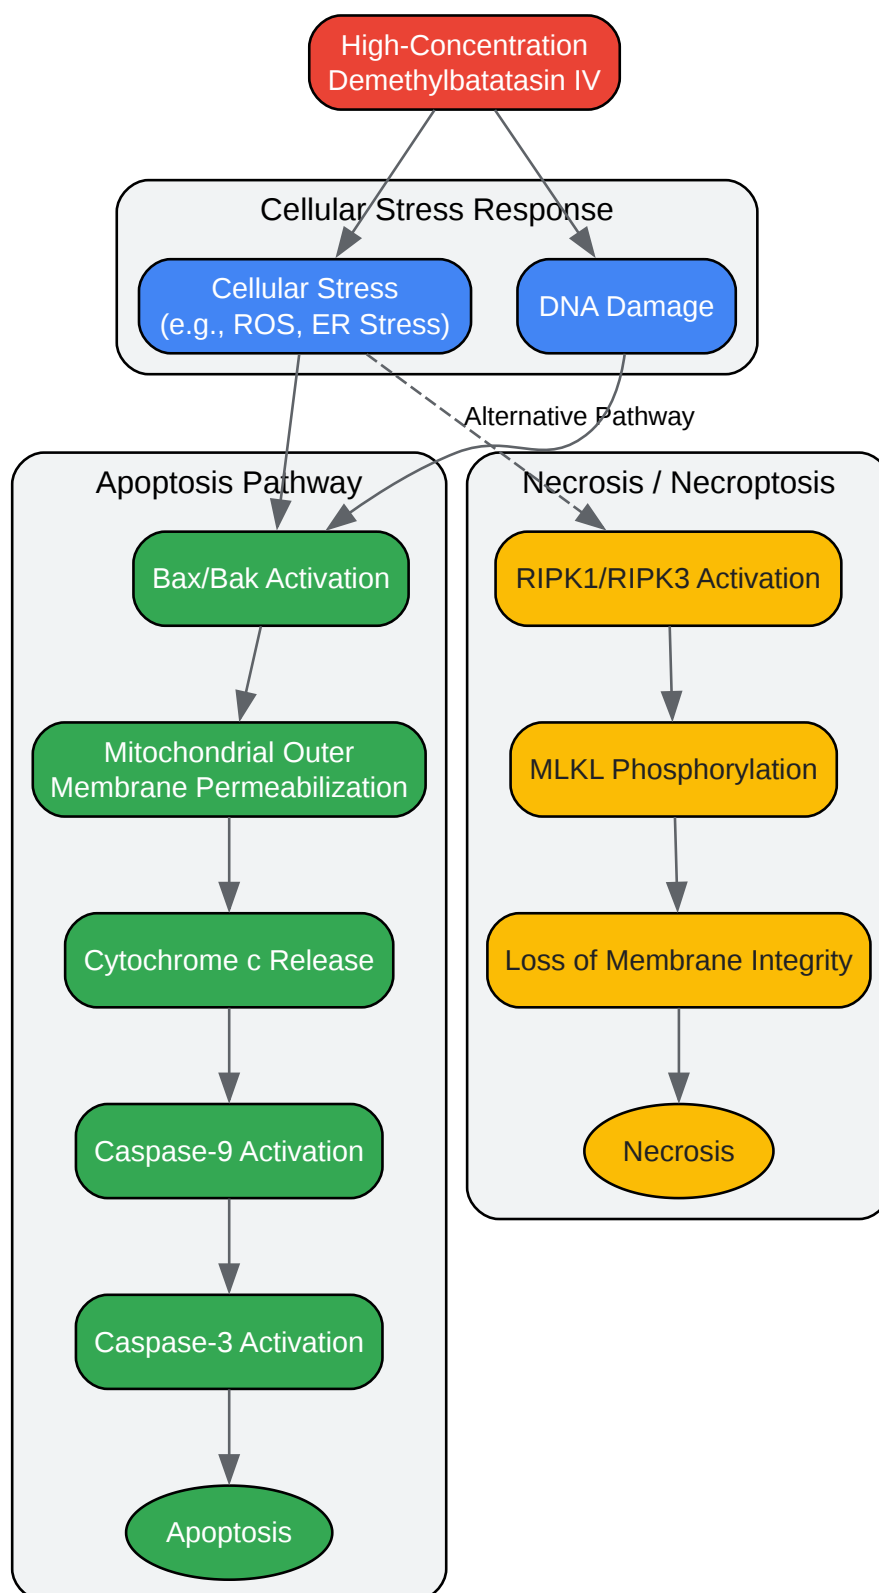 High-Concentration
Demethylbatatasin IV
Cellular Stress Response
Cellular Stress
(e.g., ROS, ER Stress)
DNA Damage
Alternative Pathway
Apoptosis Pathway
Bax/Bak Activation
Mitochondrial Outer
Membrane Permeabilization
Cytochrome c Release
Caspase-9 Activation
Caspase-3 Activation
Apoptosis
Necrosis / Necroptosis
RIPK1/RIPK3 Activation
MLKL Phosphorylation
Loss of Membrane Integrity
Necrosis